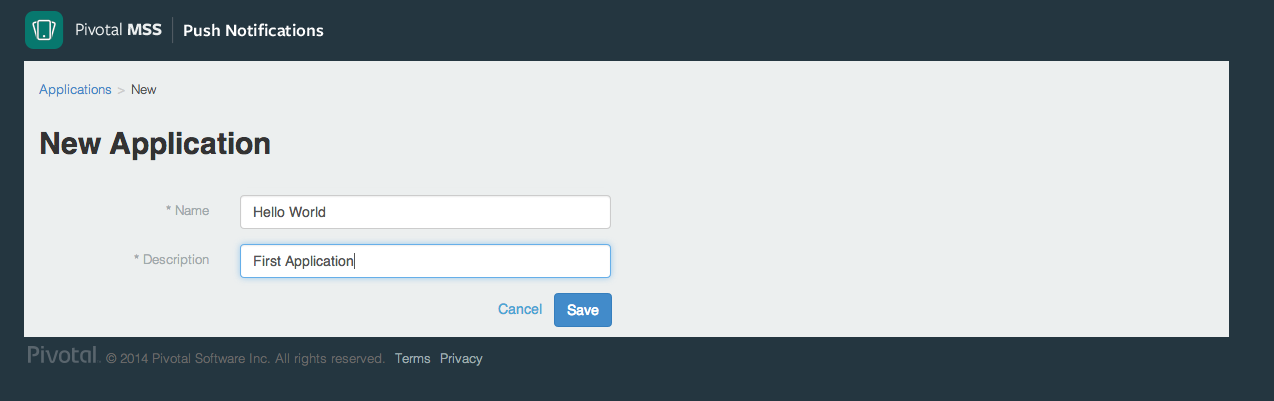 Pivotal MSS Push Notifications
Applications > New
New Application
* Name Hello World
* Description First Application
Cancel Save
Pivotal. © 2014 Pivotal Software Inc. All rights reserved. Terms Privacy